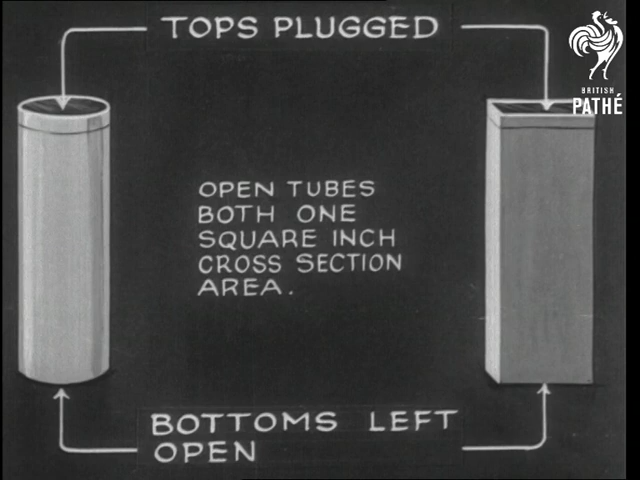 TOPS PLUGGED
BRITISH
PATHÉ
OPEN TUBES
BOTH ONE
SQUARE INCH
CROSS SECTION
AREA.
BOTTOMS LEFT
OPEN